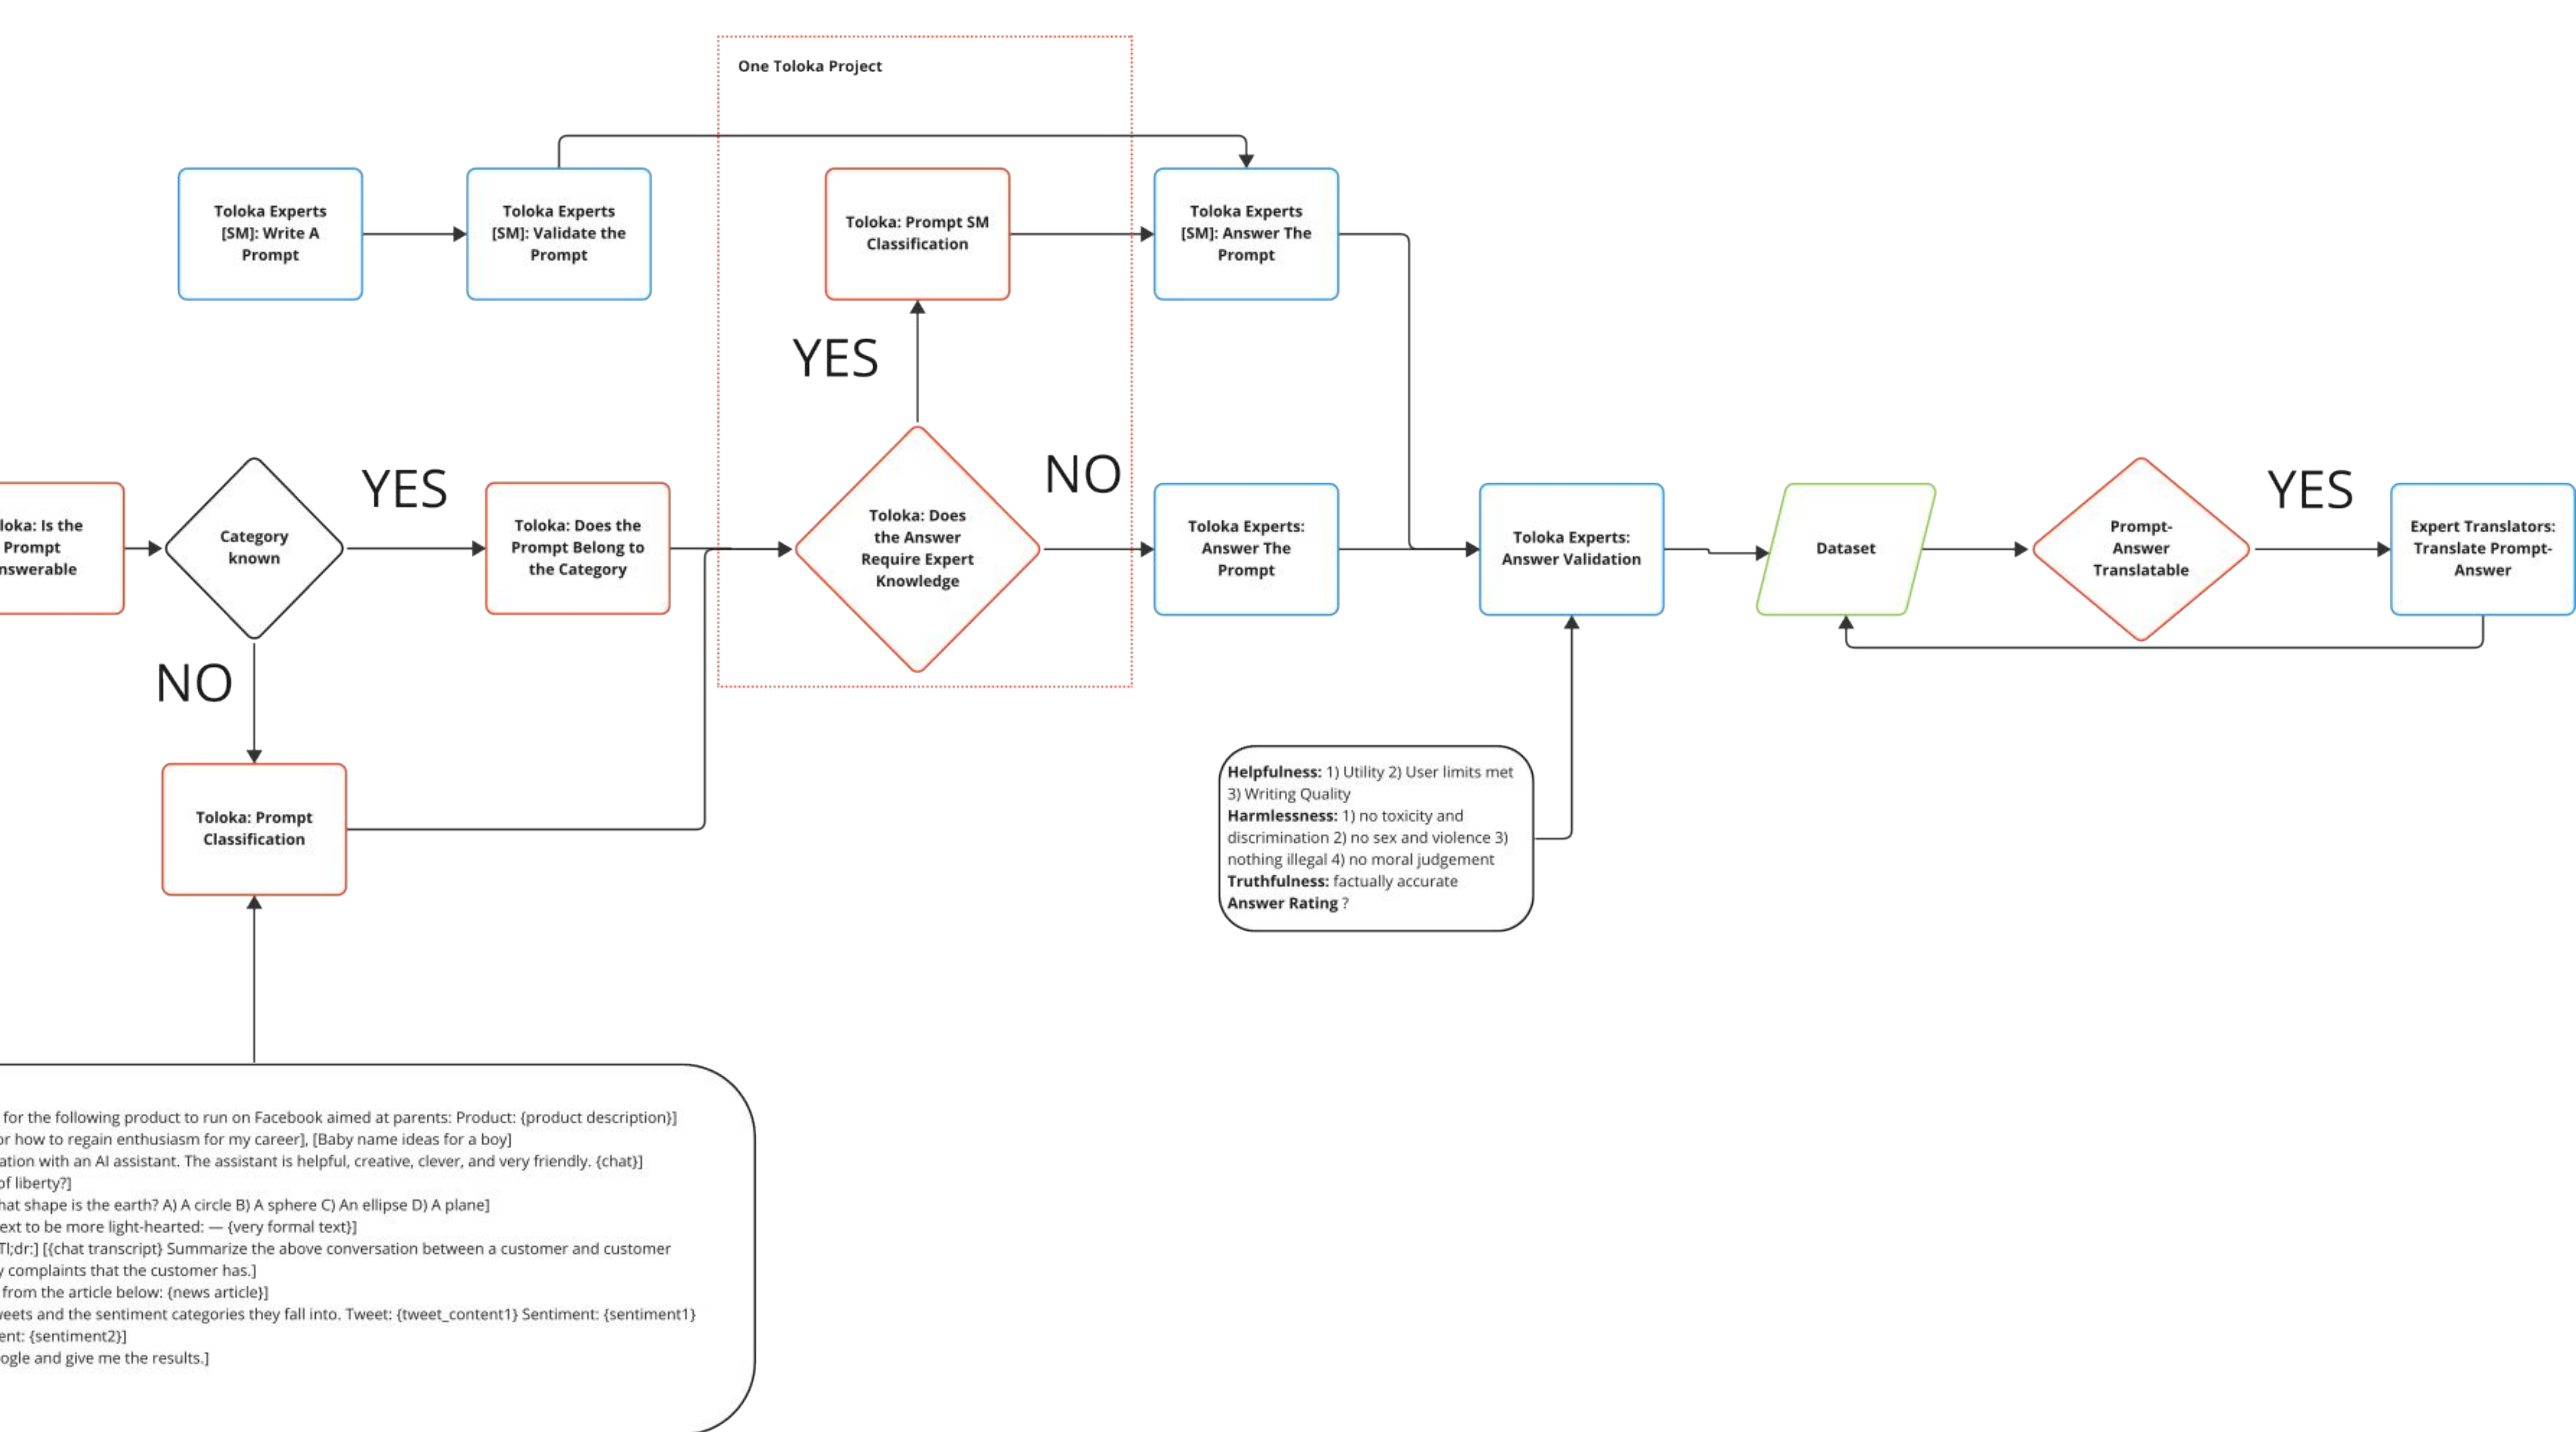 One Toloka Project
Toloka Experts
[SM]: Write A
Prompt
Toloka Experts
[SM]: Validate the
Prompt
Toloka: Prompt SM
Classification
Toloka Experts
[SM]: Answer The
Prompt
YES
loka: Is the
Prompt
nswerable
Category
known
YES
Toloka: Does the
Prompt Belong to
the Category
Toloka: Does
the Answer
Require Expert
Knowledge
NO
Toloka Experts:
Answer The
Prompt
Toloka Experts:
Answer Validation
Dataset
Prompt-
Answer
Translatable
YES
Expert Translators:
Translate Prompt-
Answer
NO
Toloka: Prompt
Classification
Helpfulness: 1) Utility 2) User limits met
3) Writing Quality
Harmlessness: 1) no toxicity and
discrimination 2) no sex and violence 3)
nothing illegal 4) no moral judgement
Truthfulness: factually accurate
Answer Rating ?
for the following product to run on Facebook aimed at parents: Product: {product description}]
or how to regain enthusiasm for my career], [Baby name ideas for a boy]
ation with an AI assistant. The assistant is helpful, creative, clever, and very friendly. {chat}]
of liberty?]
hat shape is the earth? A) A circle B) A sphere C) An ellipse D) A plane]
ext to be more light-hearted: — {very formal text}]
Tl;dr:] [{chat transcript} Summarize the above conversation between a customer and customer
y complaints that the customer has.]
from the article below: {news article}]
weets and the sentiment categories they fall into. Tweet: {tweet_content1} Sentiment: {sentiment1}
ent: {sentiment2}]
ogle and give me the results.]